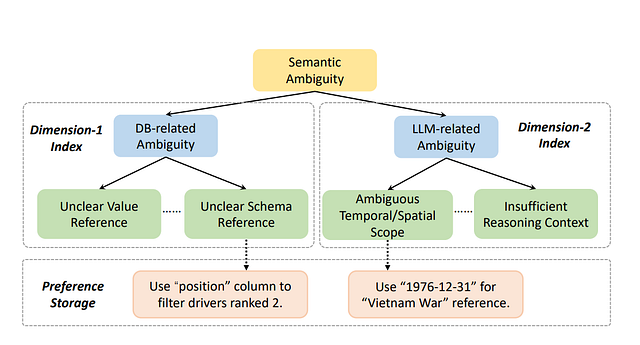 Semantic
Ambiguity
Dimension-1
Index
DB-related
Ambiguity
LLM-related
Ambiguity
Dimension-2
Index
Unclear Value
Reference
Unclear Schema
Reference
Ambiguous
Temporal/Spatial
Scope
Insufficient
Reasoning Context
Preference
Storage
Use “position” column to
filter drivers ranked 2.
Use “1976-12-31” for
“Vietnam War” reference.